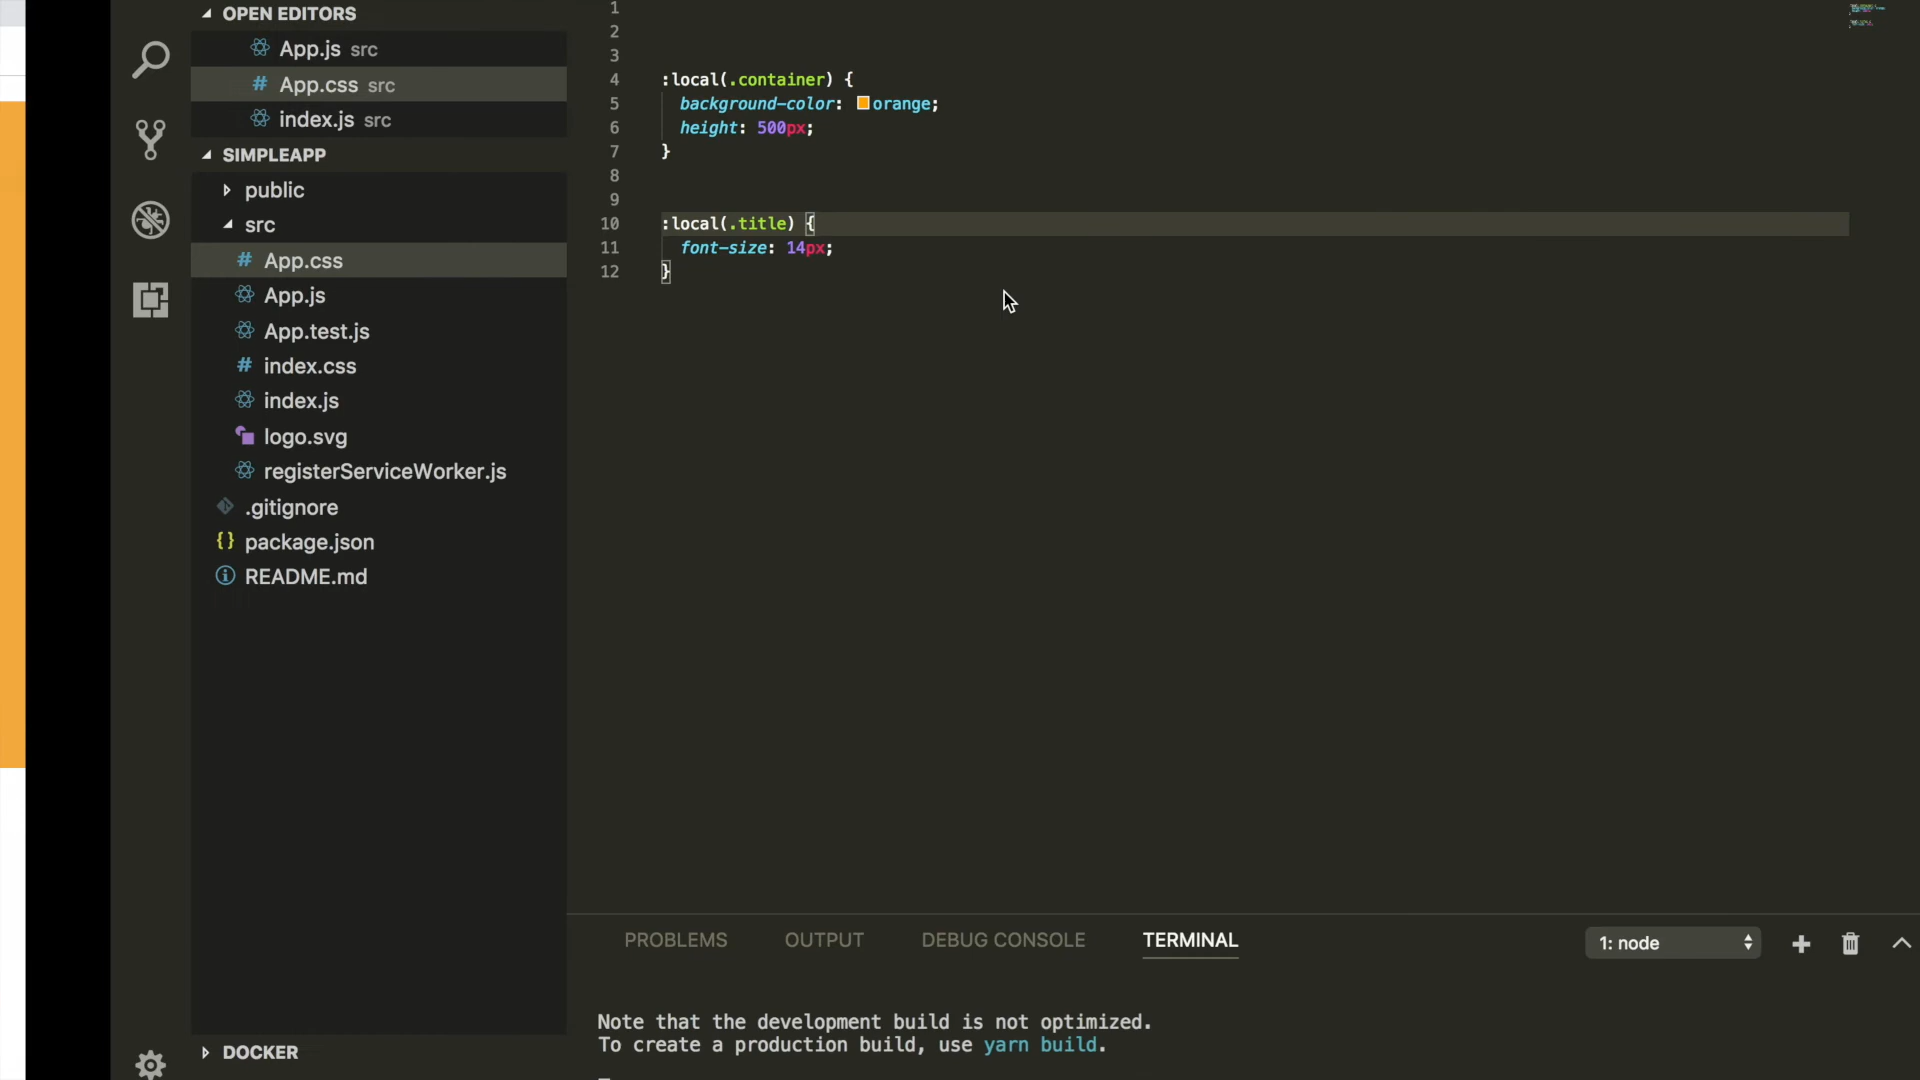 OPEN EDITORS
App.js src
App.css src
index.js src
SIMPLEAPP
public
src
App.css
App.js
App.test.js
index.css
index.js
logo.svg
registerServiceWorker.js
.gitignore
package.json
README.md
DOCKER
1
2
3
4 :local(.container) {
5 background-color: orange;
6 height: 500px;
7 }
8
9
10 :local(.title) {
11 font-size: 14px;
12 }
PROBLEMS OUTPUT DEBUG CONSOLE TERMINAL 1: node
Note that the development build is not optimized.
To create a production build, use yarn build.